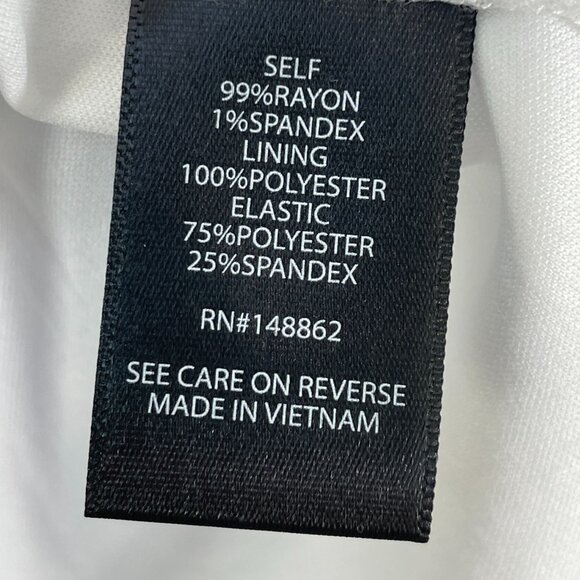 SELF
99%RAYON
1%SPANDEX
LINING
100%POLYESTER
ELASTIC
75%POLYESTER
25%SPANDEX
RN#148862
SEE CARE ON REVERSE
MADE IN VIETNAM